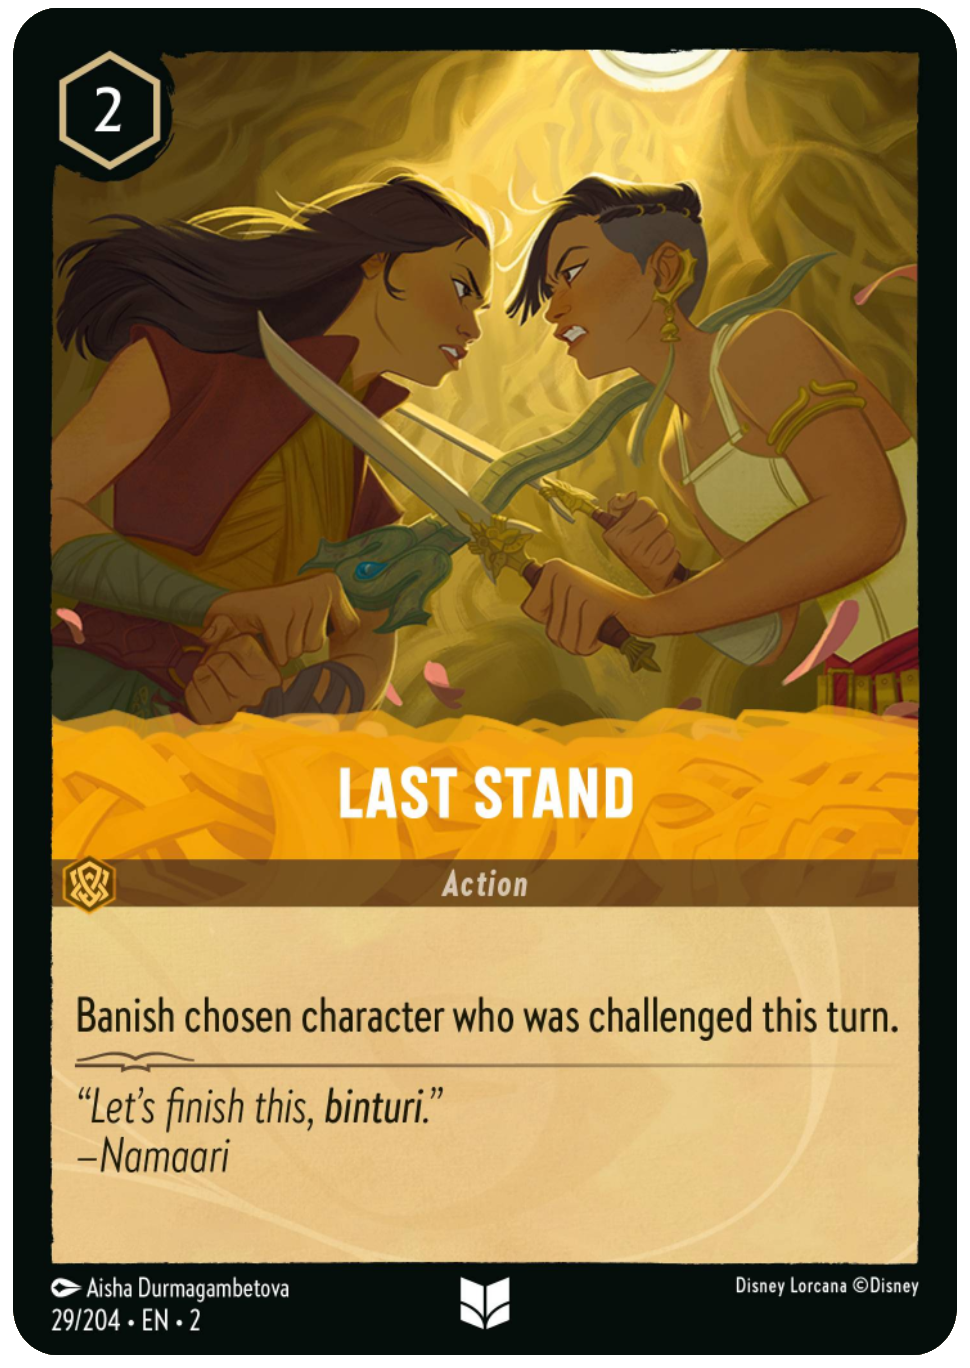 2
LAST STAND
Action
Banish chosen character who was challenged this turn.
“Let’s finish this, binturi.”
—Namaari
Aisha Durmagambetova
29/204 • EN • 2
Disney Lorcana ©Disney